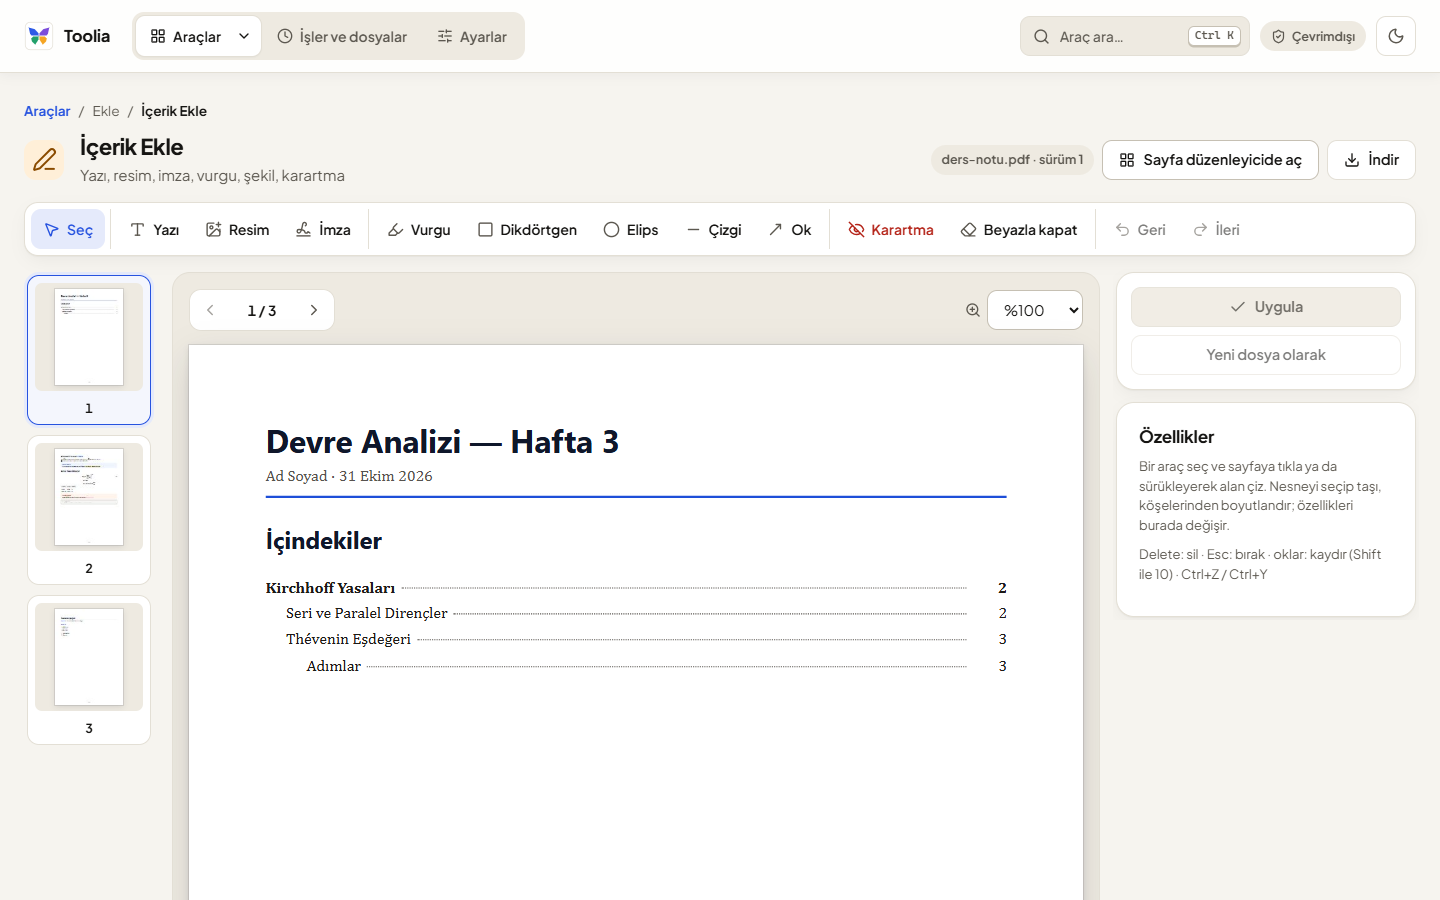 Toolia
Araçlar
İşler ve dosyalar
Ayarlar
Araç ara...
Ctrl K
Çevrimdışı
Araçlar / Ekle / İçerik Ekle
İçerik Ekle
Yazı, resim, imza, vurgu, şekil, karartma
ders-notu.pdf · sürüm 1
Sayfa düzenleyicide aç
İndir
Seç
Yazı
Resim
İmza
Vurgu
Dikdörtgen
Elips
Çizgi
Ok
Karartma
Beyazla kapat
Geri
İleri
1
2
3
1 / 3
%100
Devre Analizi — Hafta 3
Ad Soyad · 31 Ekim 2026
İçindekiler
Kirchhoff Yasaları 2
Seri ve Paralel Dirençler 2
Thévenin Eşdeğeri 3
Adımlar 3
Uygula
Yeni dosya olarak
Özellikler
Bir araç seç ve sayfaya tıkla ya da
sürükleyerek alan çiz. Nesneyi seçip taşı,
köşelerinden boyutlandır; özellikleri
burada değişir.
Delete: sil · Esc: bırak · oklar: kaydır (Shift
ile 10) · Ctrl+Z / Ctrl+Y